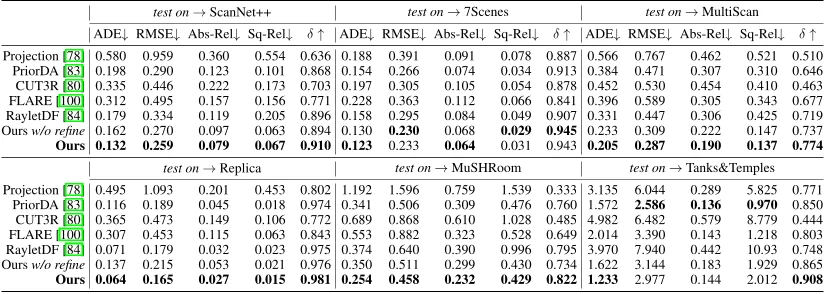 test on → ScanNet++ test on → 7Scenes test on → MultiScan
ADE↓ RMSE↓ Abs-Rel↓ Sq-Rel↓ δ ↑ ADE↓ RMSE↓ Abs-Rel↓ Sq-Rel↓ δ ↑ ADE↓ RMSE↓ Abs-Rel↓ Sq-Rel↓ δ ↑
Projection [78] 0.580 0.959 0.360 0.554 0.636 0.188 0.391 0.091 0.078 0.887 0.566 0.767 0.462 0.521 0.510
PriorDA [83] 0.198 0.290 0.123 0.101 0.868 0.154 0.266 0.074 0.034 0.913 0.384 0.471 0.307 0.310 0.646
CUT3R [80] 0.335 0.446 0.222 0.173 0.703 0.197 0.305 0.105 0.054 0.878 0.452 0.530 0.454 0.410 0.463
FLARE [100] 0.312 0.495 0.157 0.156 0.771 0.228 0.363 0.112 0.066 0.841 0.396 0.589 0.305 0.343 0.677
RayletDF [84] 0.179 0.334 0.119 0.205 0.896 0.158 0.295 0.084 0.049 0.907 0.331 0.447 0.306 0.425 0.719
Ours w/o refine 0.162 0.270 0.097 0.063 0.894 0.130 0.230 0.068 0.029 0.945 0.233 0.309 0.222 0.147 0.737
Ours 0.132 0.259 0.079 0.067 0.910 0.123 0.233 0.064 0.031 0.943 0.205 0.287 0.190 0.137 0.774
test on → Replica test on → MuSHRoom test on → Tanks&Temples
Projection [78] 0.495 1.093 0.201 0.453 0.802 1.192 1.596 0.759 1.539 0.333 3.135 6.044 0.289 5.825 0.771
PriorDA [83] 0.116 0.189 0.045 0.018 0.974 0.341 0.506 0.309 0.476 0.760 1.572 2.586 0.136 0.970 0.850
CUT3R [80] 0.365 0.473 0.149 0.106 0.772 0.689 0.868 0.610 1.028 0.485 4.982 6.482 0.579 8.779 0.444
FLARE [100] 0.307 0.453 0.115 0.063 0.843 0.553 0.882 0.323 0.528 0.649 2.014 3.390 0.143 1.218 0.803
RayletDF [84] 0.071 0.179 0.032 0.023 0.975 0.374 0.640 0.390 0.996 0.795 3.970 7.940 0.442 10.93 0.748
Ours w/o refine 0.137 0.215 0.053 0.021 0.976 0.350 0.511 0.299 0.430 0.734 1.622 3.144 0.183 1.929 0.865
Ours 0.064 0.165 0.027 0.015 0.981 0.254 0.458 0.232 0.429 0.822 1.233 2.977 0.144 2.012 0.908